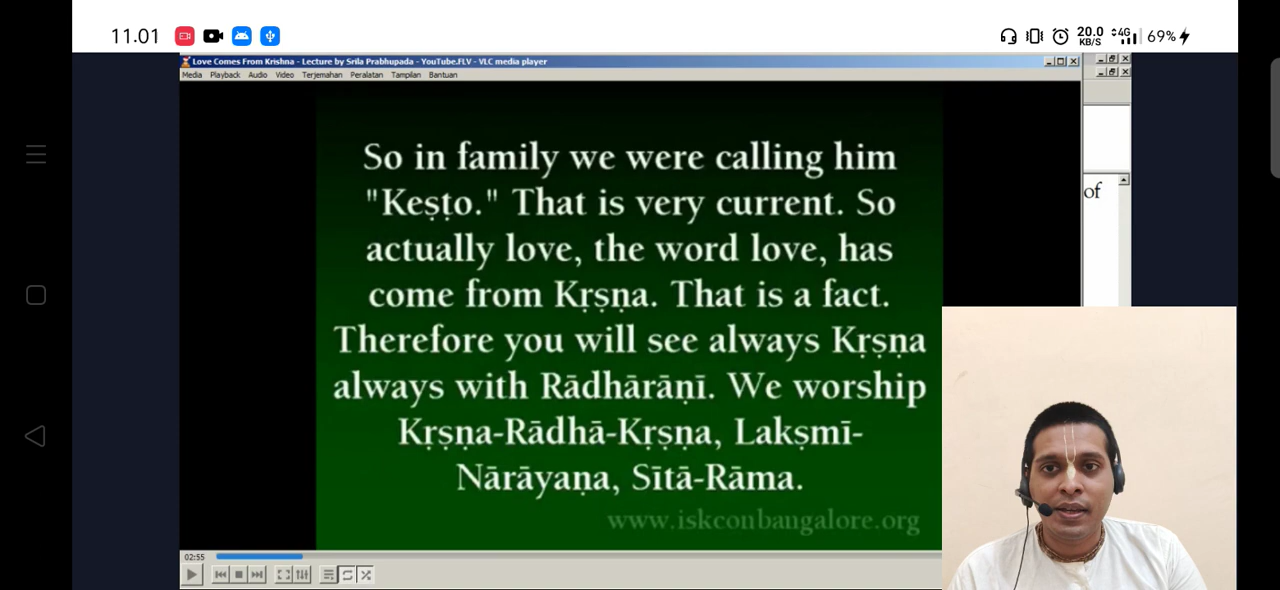 11.01
20.0
KB/S
4G
69%
Love Comes From Krishna - Lecture by Srila Prabhupada - YouTube.FLV - VLC media player
Media Playback Audio Video Terjemahan Peralatan Tampilan Bantuan
So in family we were calling him
"Keṣṭo." That is very current. So
actually love, the word love, has
come from Kṛṣṇa. That is a fact.
Therefore you will see always Kṛṣṇa
always with Rādhārāṇī. We worship
Kṛṣṇa-Rādhā-Kṛṣṇa, Lakṣmī-
Nārāyaṇa, Sītā-Rāma.
www.iskconbangalore.org
of
02:55